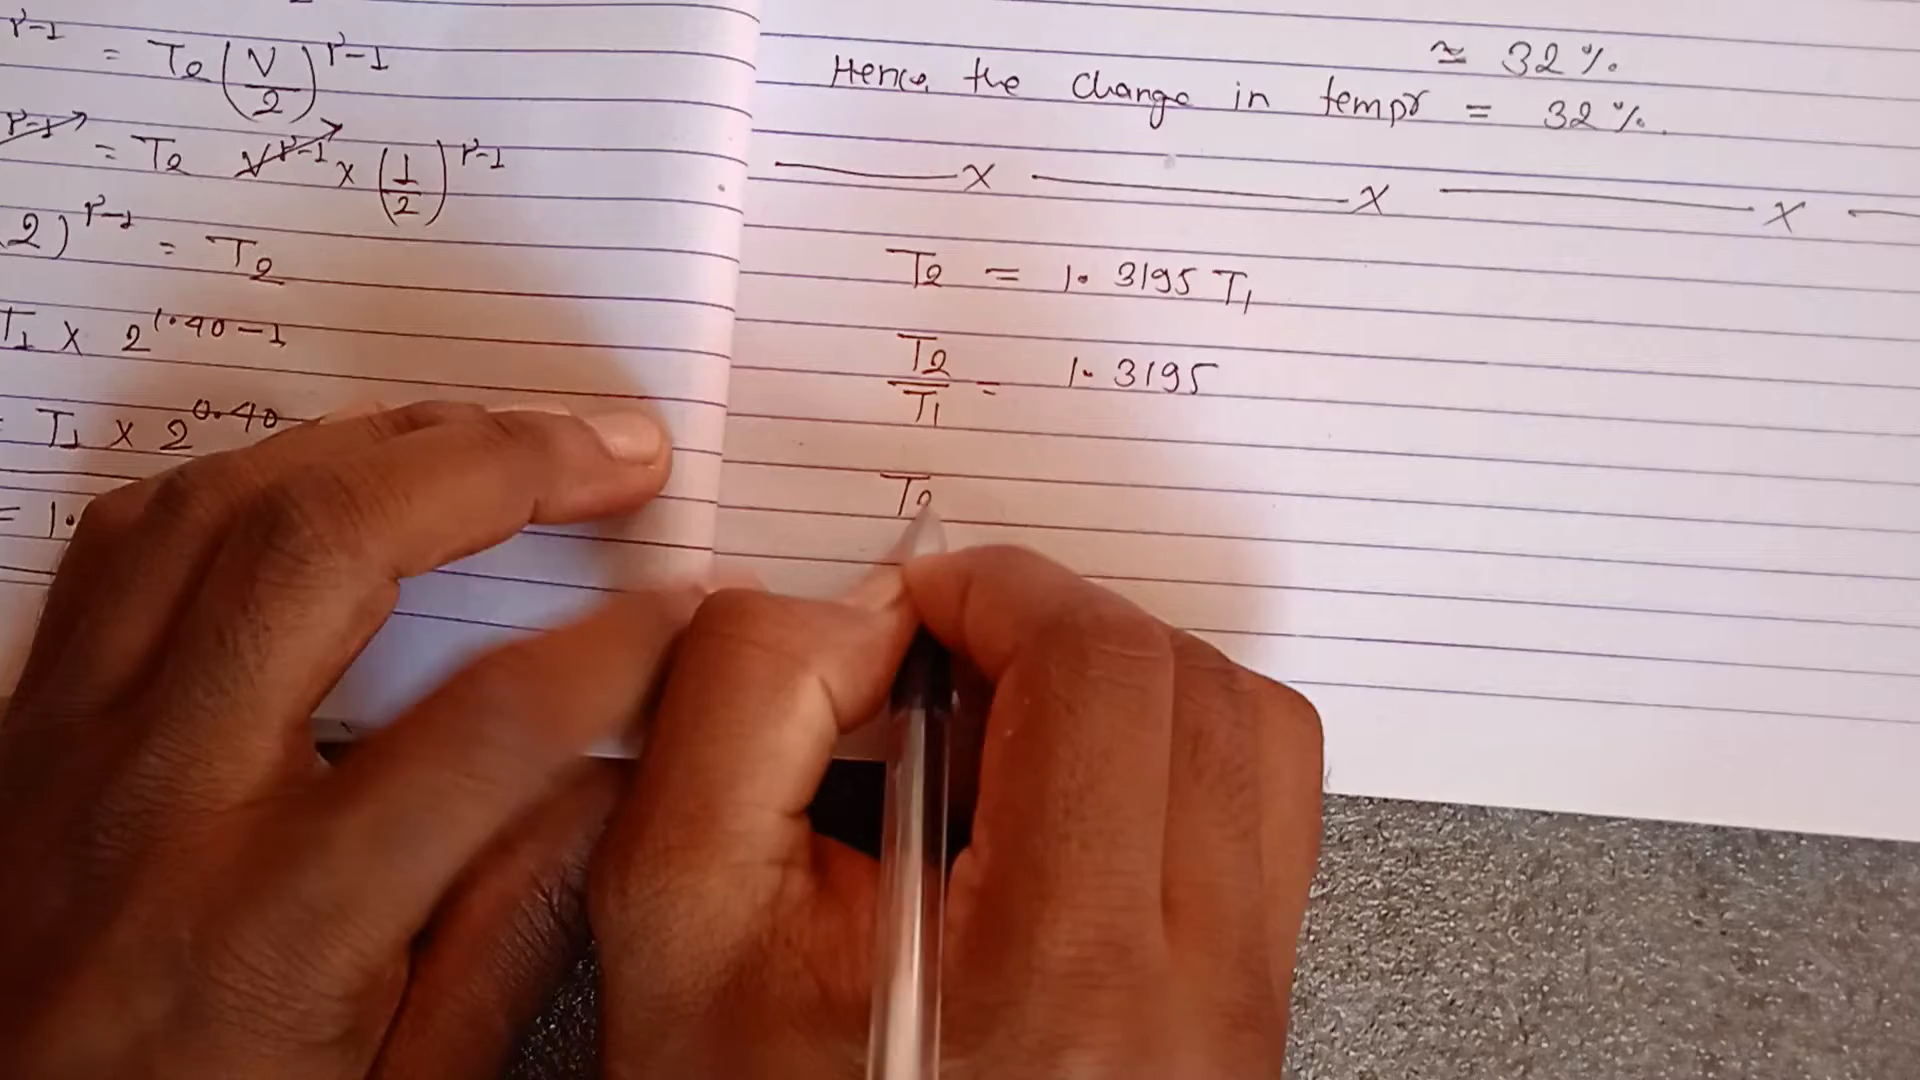 γ-1 = T2 (V/2)^γ-1
γ-1 = T2 V^γ-1 x (1/2)^γ-1
2)^γ-1 = T2
T1 x 2^1.40-1
= T1 x 2^0.40
= 1.
≃ 32 %.
Hence, the change in tempr = 32 %.
x x x
T2 = 1.3195 T1
T2/T1 = 1.3195
T2